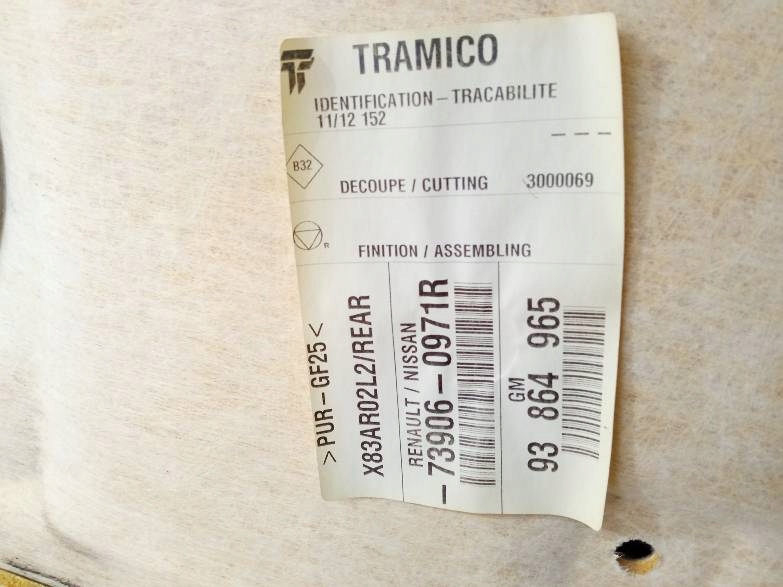 TRAMICO
IDENTIFICATION – TRACABILITE
11/12 152
– – –
B32
DECOUPE / CUTTING 3000069
R
FINITION / ASSEMBLING
>PUR–GF25<
X83AR02L2/REAR
RENAULT / NISSAN
–73906–0971R
GM
93 864 965